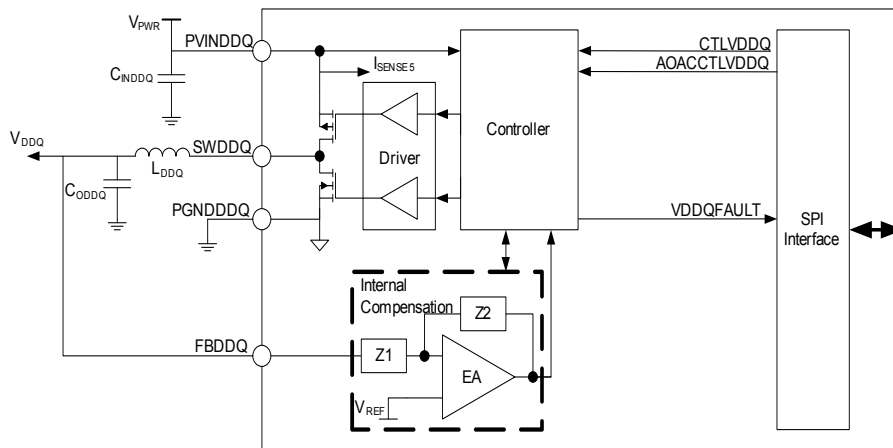 VPWR
PVINDDQ
CTLVDDQ
ISENSE5
AOACCTLVDDQ
CINDDQ
Controller
VDDQ
SWDDQ
Driver
LDDQ
CODDQ
PGNDDDQ
VDDQFAULT
SPI
Interface
Internal
Compensation
Z2
FBDDQ
Z1
EA
VREF